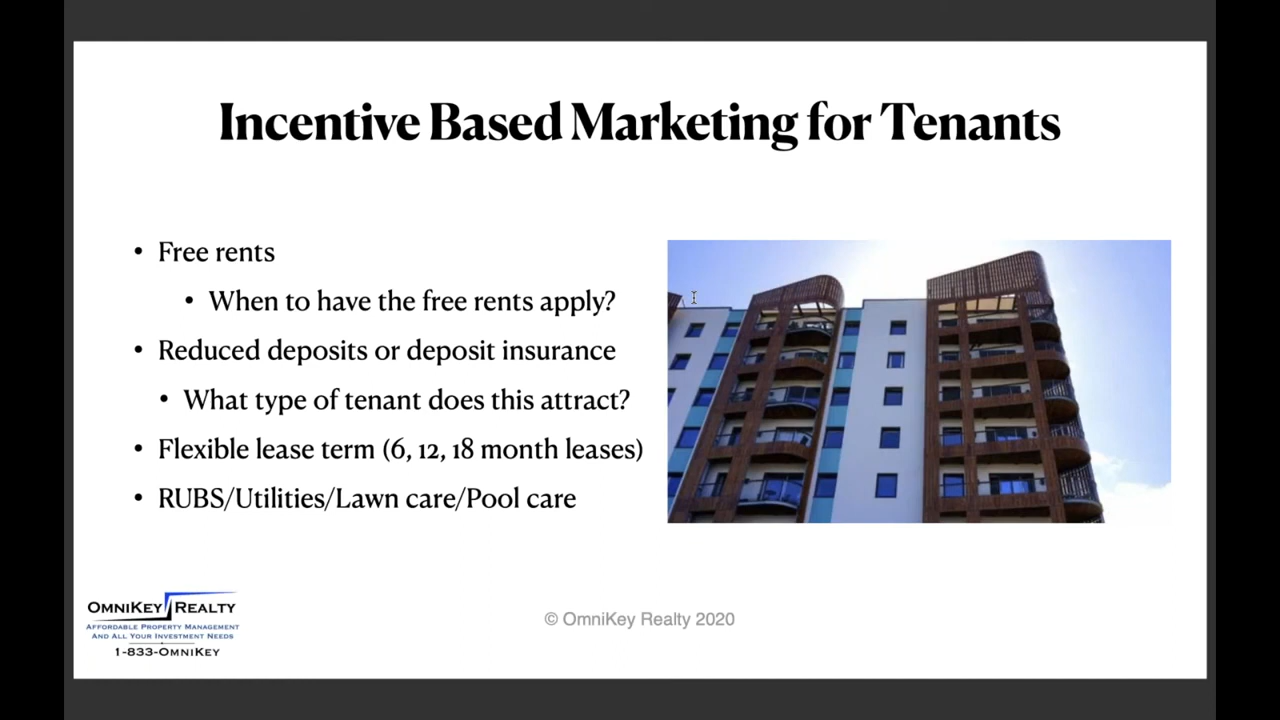 Incentive Based Marketing for Tenants
• Free rents
• When to have the free rents apply?
• Reduced deposits or deposit insurance
• What type of tenant does this attract?
• Flexible lease term (6, 12, 18 month leases)
• RUBS/Utilities/Lawn care/Pool care
OMNIKEY REALTY
AFFORDABLE PROPERTY MANAGEMENT
AND ALL YOUR INVESTMENT NEEDS
1-833-OMNIKEY
© OmniKey Realty 2020